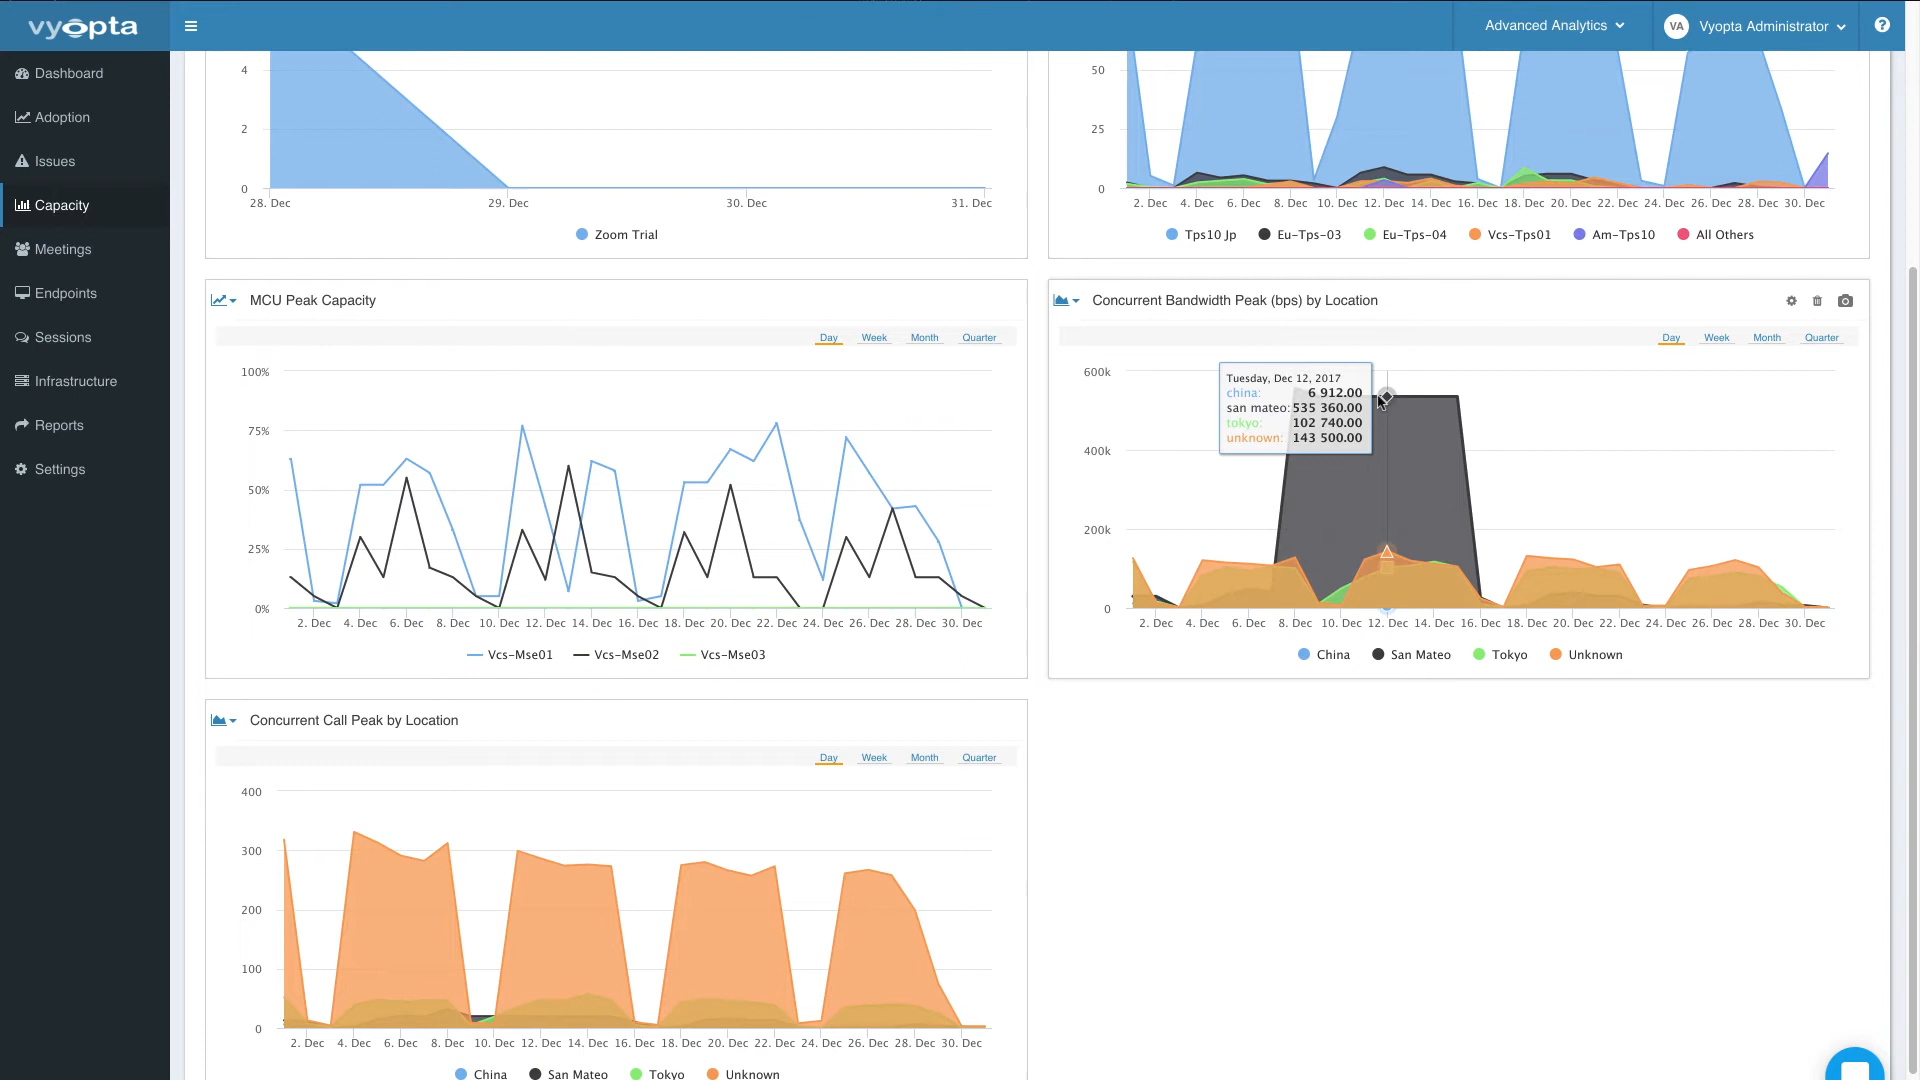 vyopta
Advanced Analytics
VA
Vyopta Administrator
?
Dashboard
Adoption
Issues
Capacity
Meetings
Endpoints
Sessions
Infrastructure
Reports
Settings
4
2
0
28. Dec 29. Dec 30. Dec 31. Dec
Zoom Trial
50
25
0
2. Dec 4. Dec 6. Dec 8. Dec 10. Dec 12. Dec 14. Dec 16. Dec 18. Dec 20. Dec 22. Dec 24. Dec 26. Dec 28. Dec 30. Dec
Tps10 Jp Eu-Tps-03 Eu-Tps-04 Vcs-Tps01 Am-Tps10 All Others
MCU Peak Capacity
Day Week Month Quarter
100%
75%
50%
25%
0%
2. Dec 4. Dec 6. Dec 8. Dec 10. Dec 12. Dec 14. Dec 16. Dec 18. Dec 20. Dec 22. Dec 24. Dec 26. Dec 28. Dec 30. Dec
Vcs-Mse01 Vcs-Mse02 Vcs-Mse03
Concurrent Bandwidth Peak (bps) by Location
Day Week Month Quarter
600k
400k
200k
0
Tuesday, Dec 12, 2017
china: 6 912.00
san mateo: 535 360.00
tokyo: 102 740.00
unknown: 143 500.00
2. Dec 4. Dec 6. Dec 8. Dec 10. Dec 12. Dec 14. Dec 16. Dec 18. Dec 20. Dec 22. Dec 24. Dec 26. Dec 28. Dec 30. Dec
China San Mateo Tokyo Unknown
Concurrent Call Peak by Location
Day Week Month Quarter
400
300
200
100
0
2. Dec 4. Dec 6. Dec 8. Dec 10. Dec 12. Dec 14. Dec 16. Dec 18. Dec 20. Dec 22. Dec 24. Dec 26. Dec 28. Dec 30. Dec
China San Mateo Tokyo Unknown